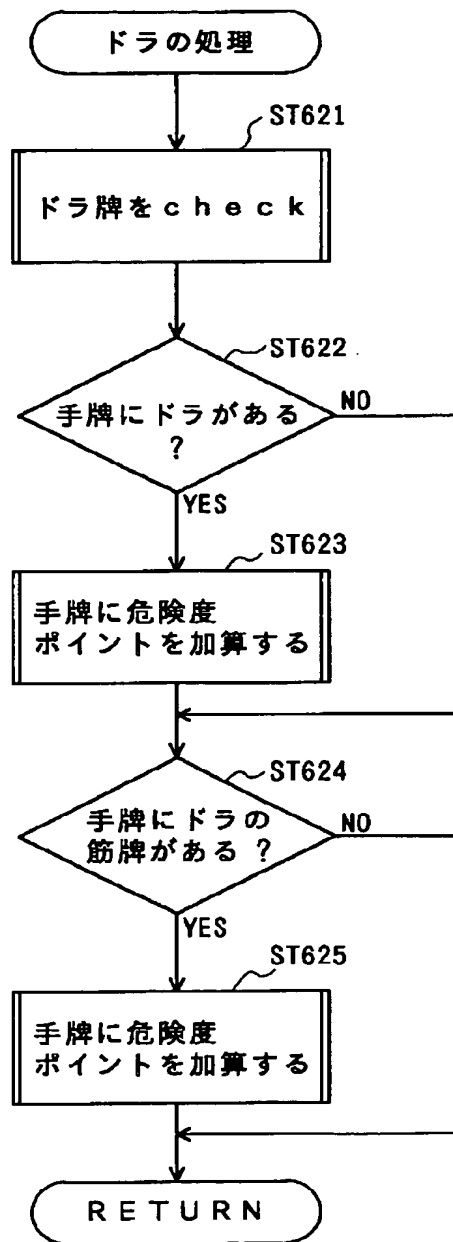 ドラの処理
ST621
ドラ牌をcheck
ST622
手牌にドラがある
?
NO
YES
ST623
手牌に危険度
ポイントを加算する
ST624
手牌にドラの
筋牌がある?
NO
YES
ST625
手牌に危険度
ポイントを加算する
RETURN